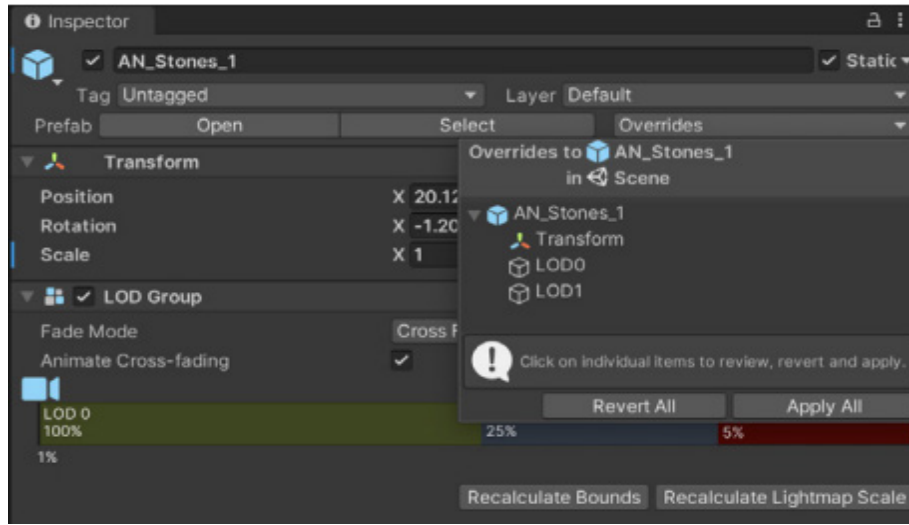 Inspector
AN_Stones_1 Static
Tag Untagged Layer Default
Prefab Open Select Overrides
Overrides to AN_Stones_1
in Scene
Transform
Position X 20.12
Rotation X -1.20
Scale X 1
AN_Stones_1
Transform
LOD0
LOD1
LOD Group
Fade Mode Cross F
Animate Cross-fading
Click on individual items to review, revert and apply.
Revert All Apply All
LOD 0
100% 25% 5%
1%
Recalculate Bounds Recalculate Lightmap Scale